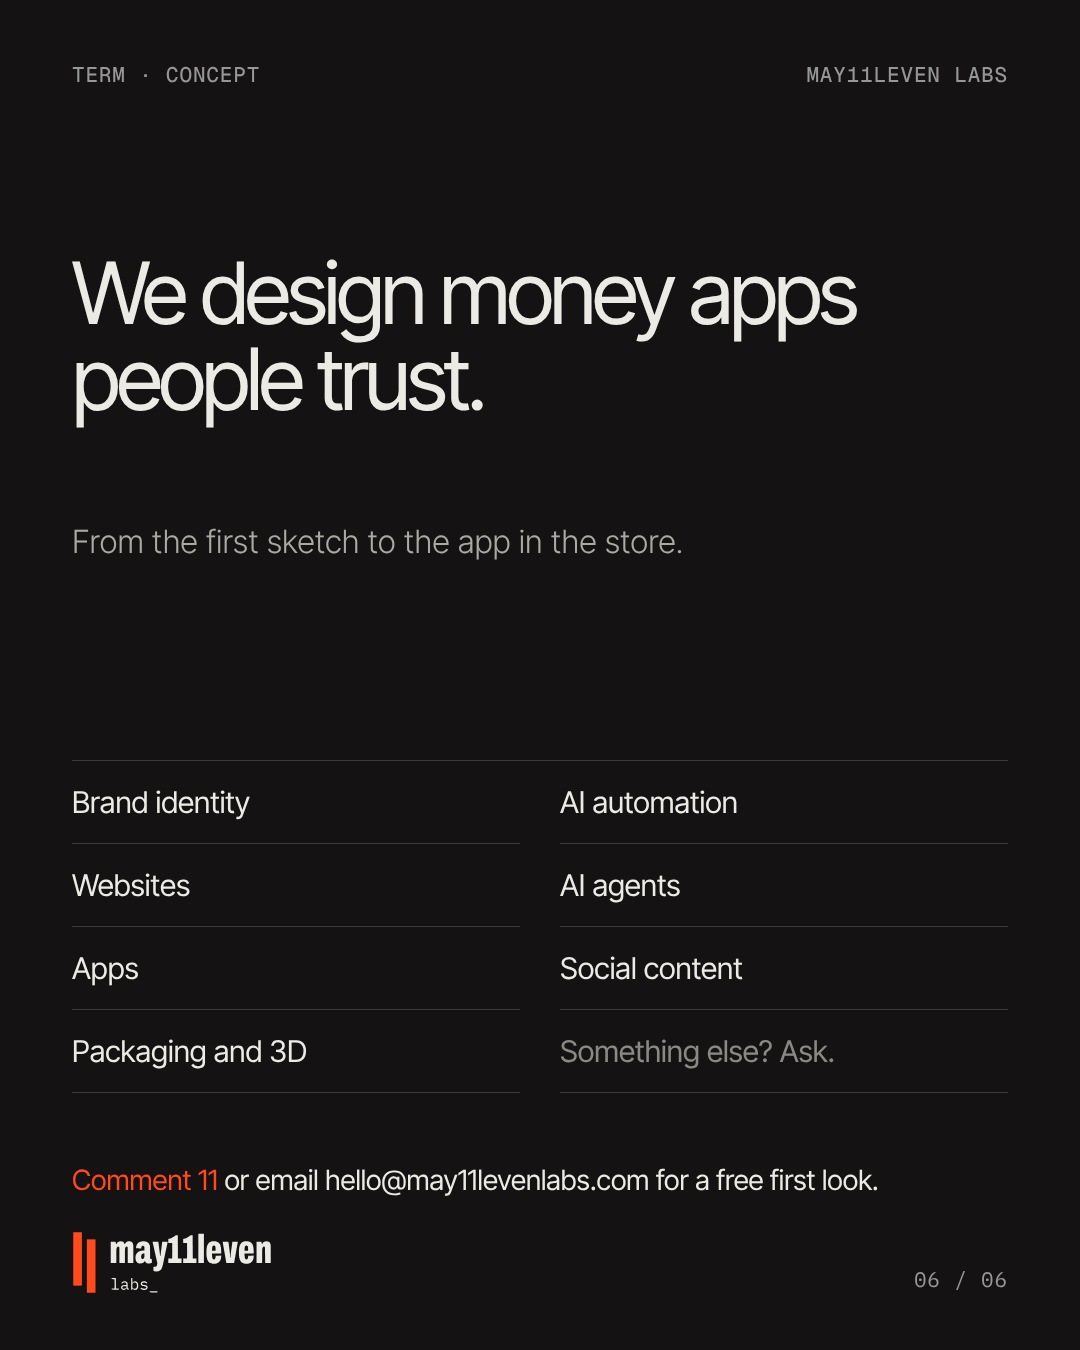 TERM · CONCEPT
MAY11LEVEN LABS
We design money apps
people trust.
From the first sketch to the app in the store.
Brand identity
AI automation
Websites
AI agents
Apps
Social content
Packaging and 3D
Something else? Ask.
Comment 11 or email hello@may11levenlabs.com for a free first look.
may11leven
labs_
06 / 06